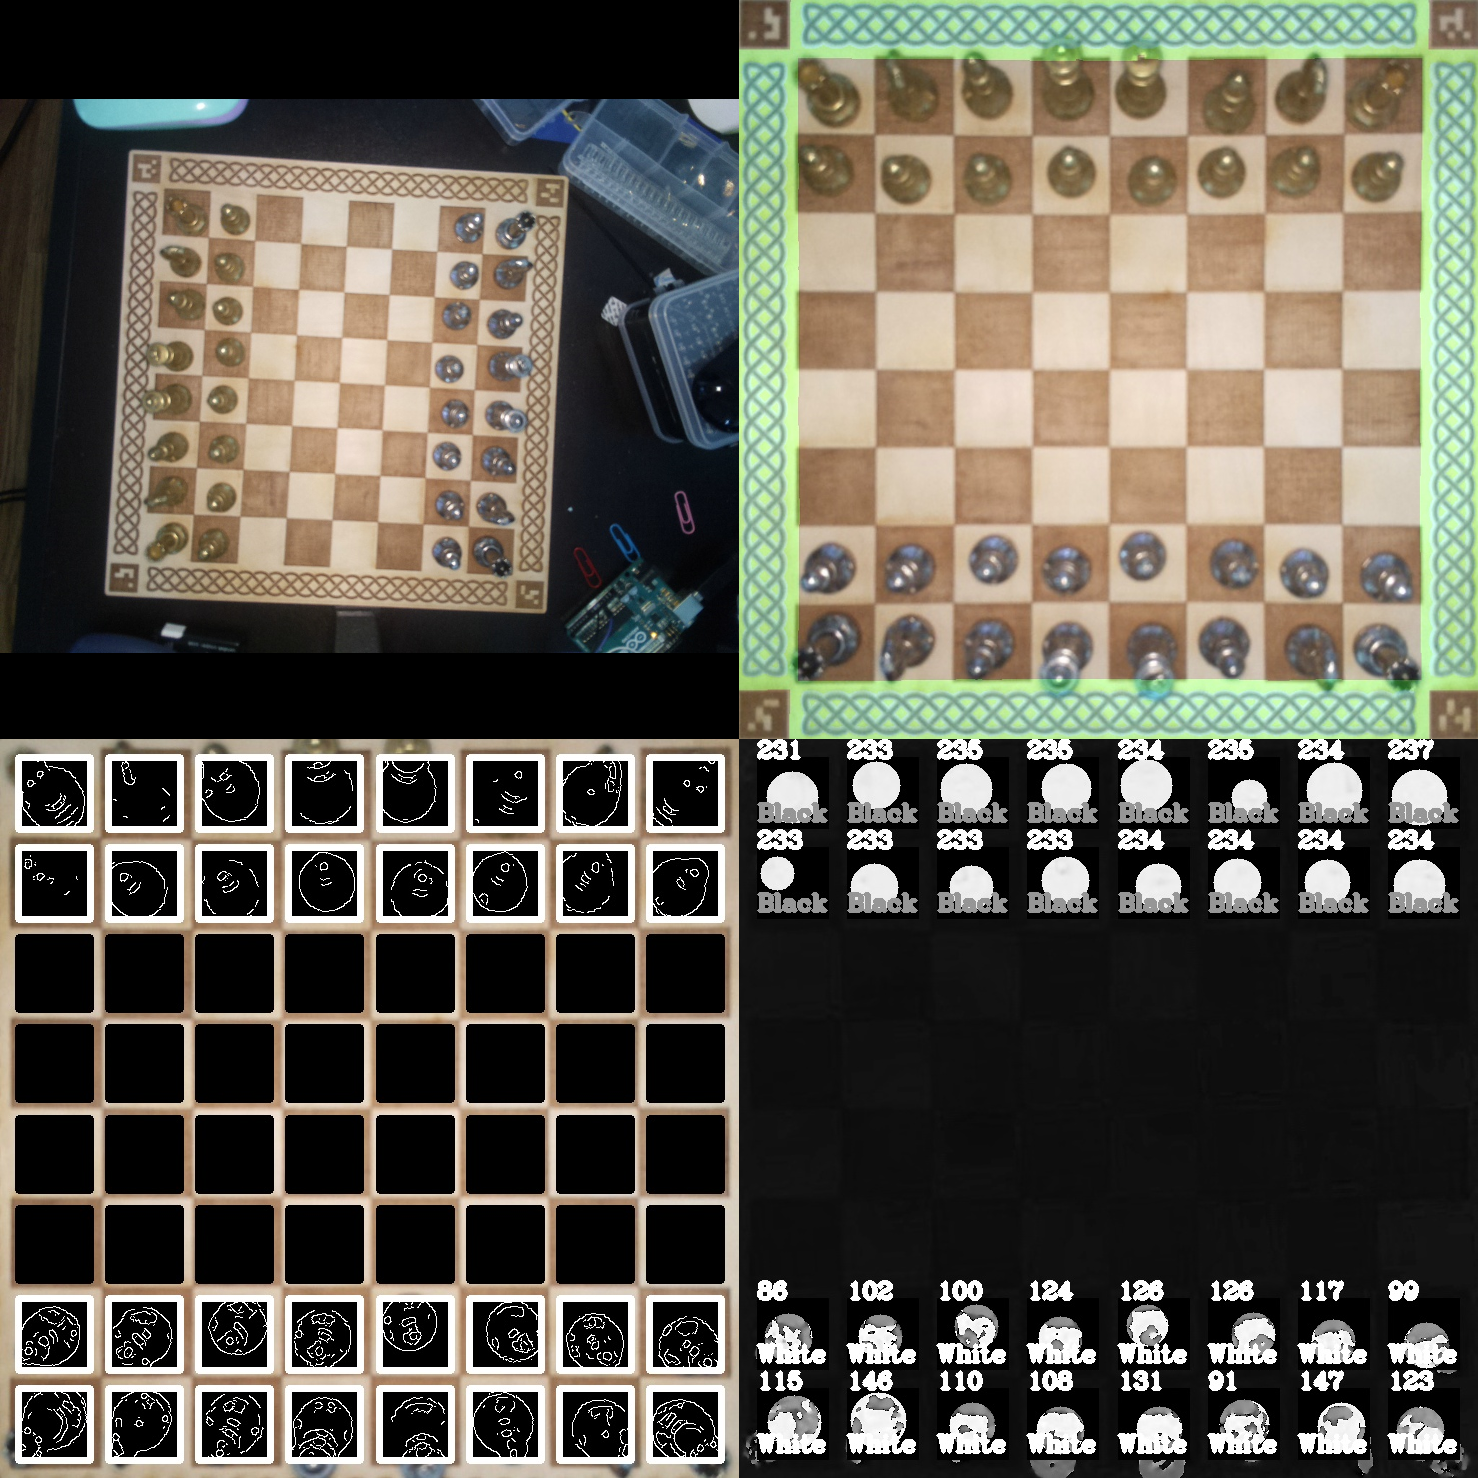 231 233 235 235 234 235 234 237
Black Black Black Black Black Black Black Black
233 233 233 233 234 234 234 234
Black Black Black Black Black Black Black Black
86 102 100 124 126 126 117 99
White White White White White White White White
115 146 110 108 131 91 147 123
White White White White White White White White